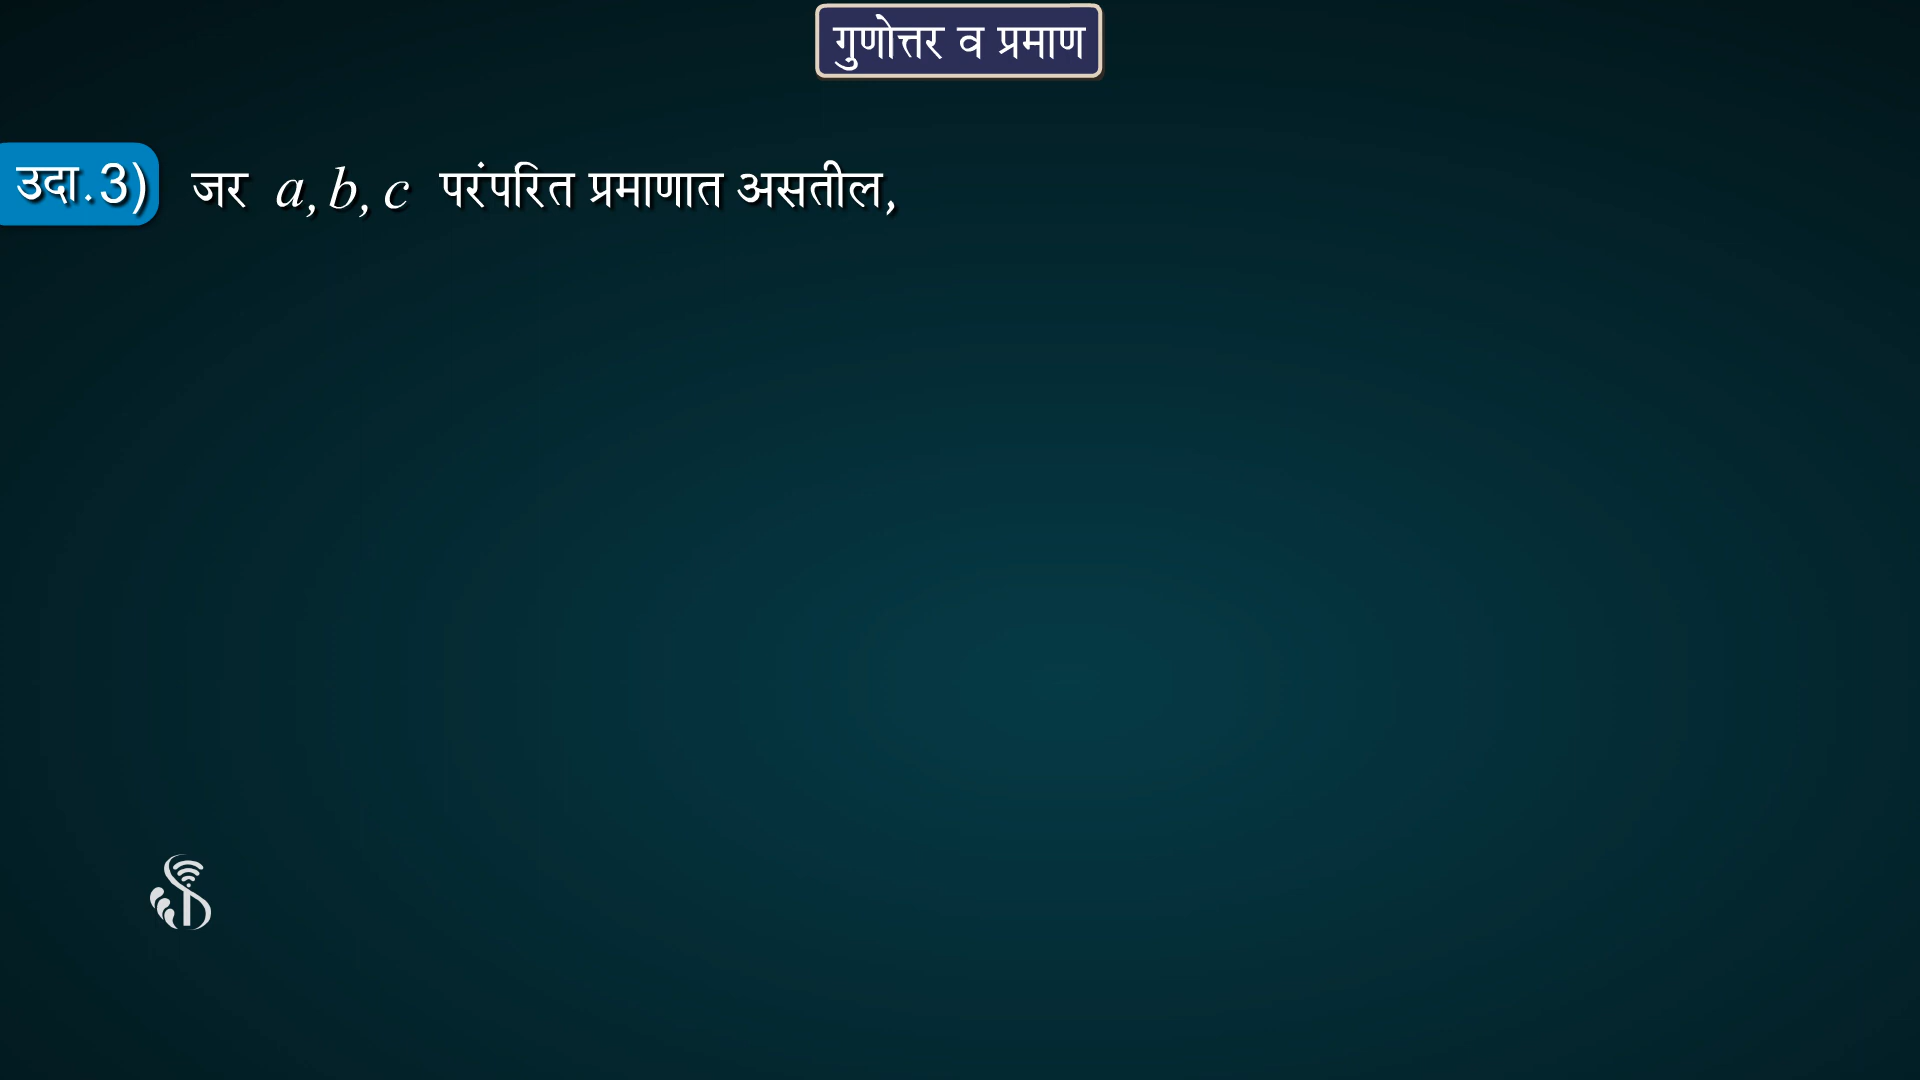 गुणोत्तर व प्रमाण
उदा.3) जर a, b, c परंपरित प्रमाणात असतील,